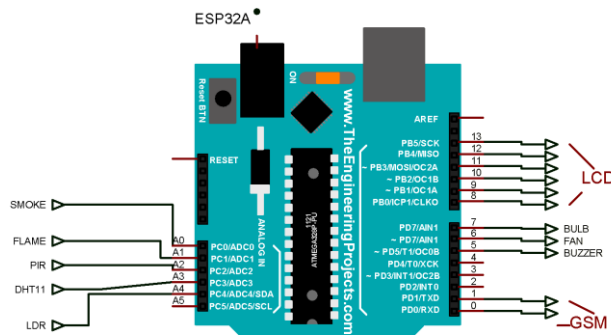 ESP32A
Reset BTN
ON
www.TheEngineeringProjects.com
AREF
RESET
ANALOG IN
1121
ATMEGA328P-PU
PB5/SCK 13
PB4/MISO 12
~ PB3/MOSI/OC2A 11
~ PB2/OC1B 10
~ PB1/OC1A 9
PB0/ICP1/CLKO 8
LCD
SMOKE A0 PC0/ADC0
FLAME A1 PC1/ADC1
PIR A2 PC2/ADC2
DHT11 A3 PC3/ADC3
A4 PC4/ADC4/SDA
LDR
A5 PC5/ADC5/SCL
PD7/AIN1 7 BULB
~ PD7/AIN1 6 FAN
~ PD5/T1/OC0B 5 BUZZER
PD4/T0/XCK 4
~ PD3/INT1/OC2B 3
PD2/INT0 2
PD1/TXD 1
PD0/RXD 0
GSM